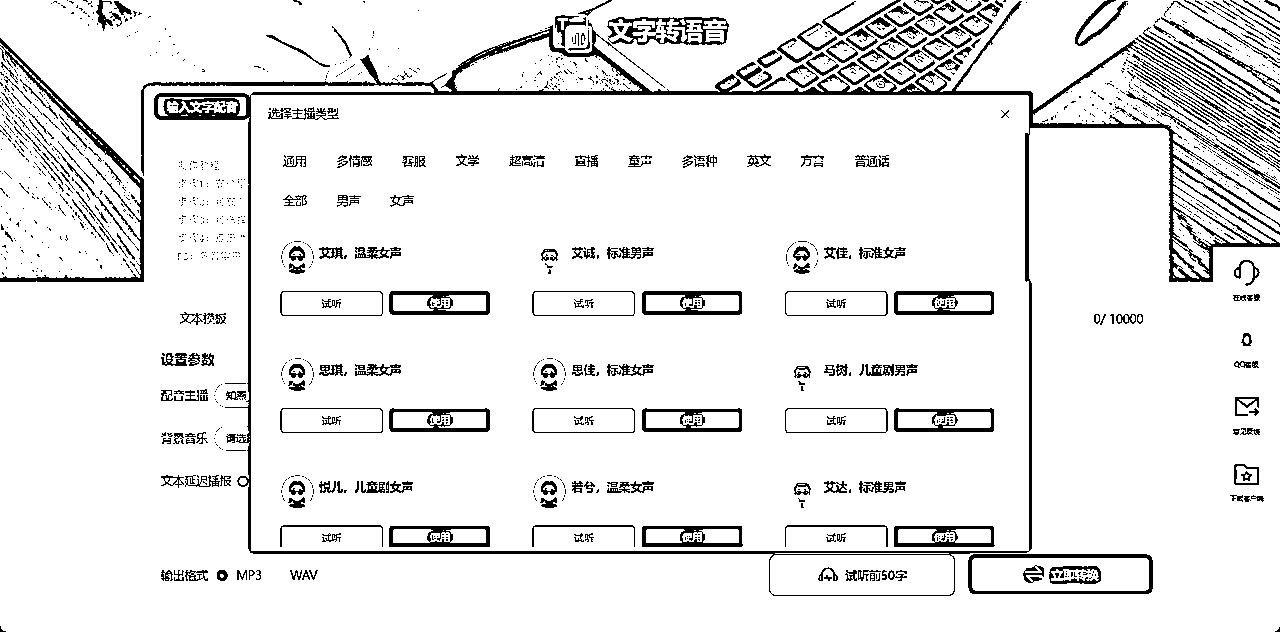 文字转语音
输入文字配音
选择主播类型
通用 多情感 客服 文学 超高清 直播 童声 多语种 英文 方言 普通话
全部 男声 女声
艾琪，温柔女声 艾诚，标准男声 艾佳，标准女声
试听 使用 试听 使用 试听 使用
思琪，温柔女声 思佳，标准女声 马树，儿童剧男声
试听 使用 试听 使用 试听 使用
悦儿，儿童剧女声 若兮，温柔女声 艾达，标准男声
试听 使用 试听 使用 试听 使用
文本模板
0/ 10000
设置参数
配音主播
背景音乐 请选
文本延迟播报
输出格式 MP3 WAV
试听前50字 立即转换
在线客服
QQ客服
意见反馈
下载客户端